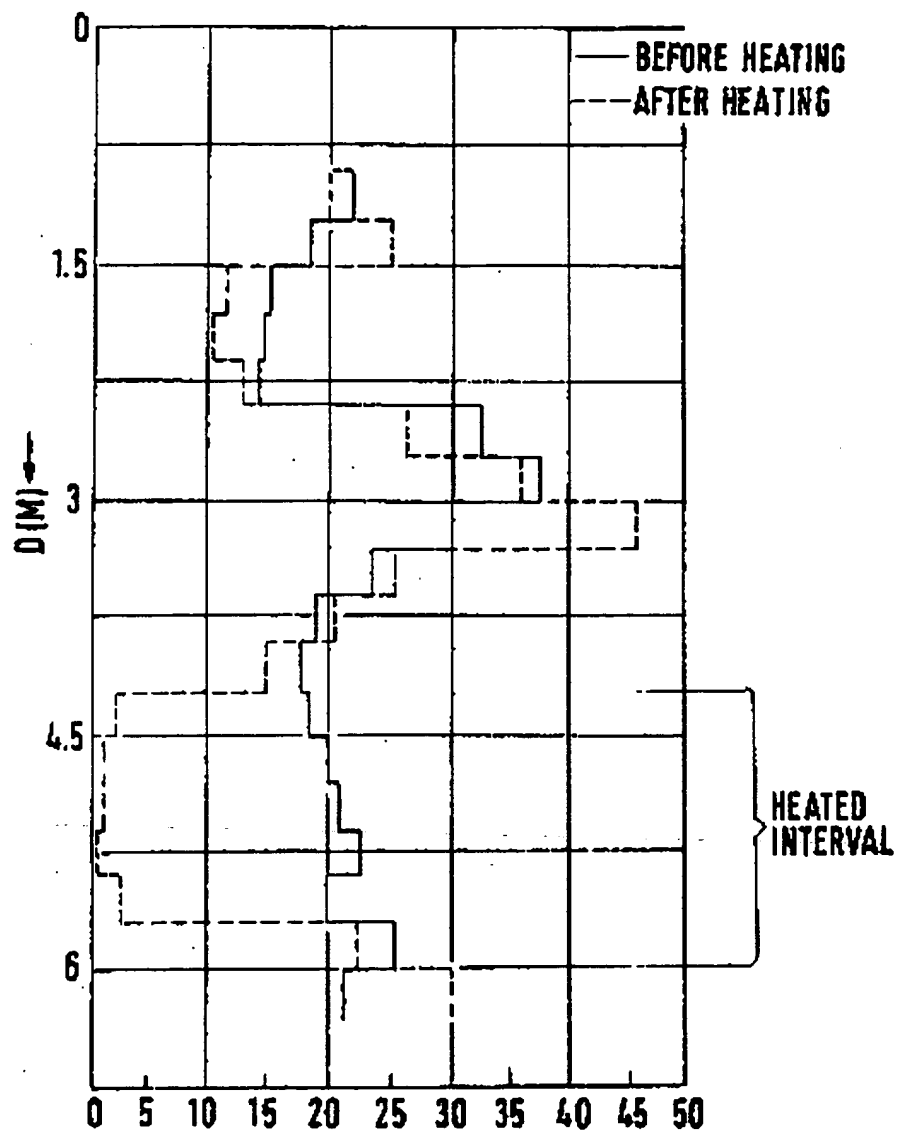 0
BEFORE HEATING
AFTER HEATING
1.5
D(M)
3
4.5
HEATED
INTERVAL
6
0 5 10 15 20 25 30 35 40 45 50